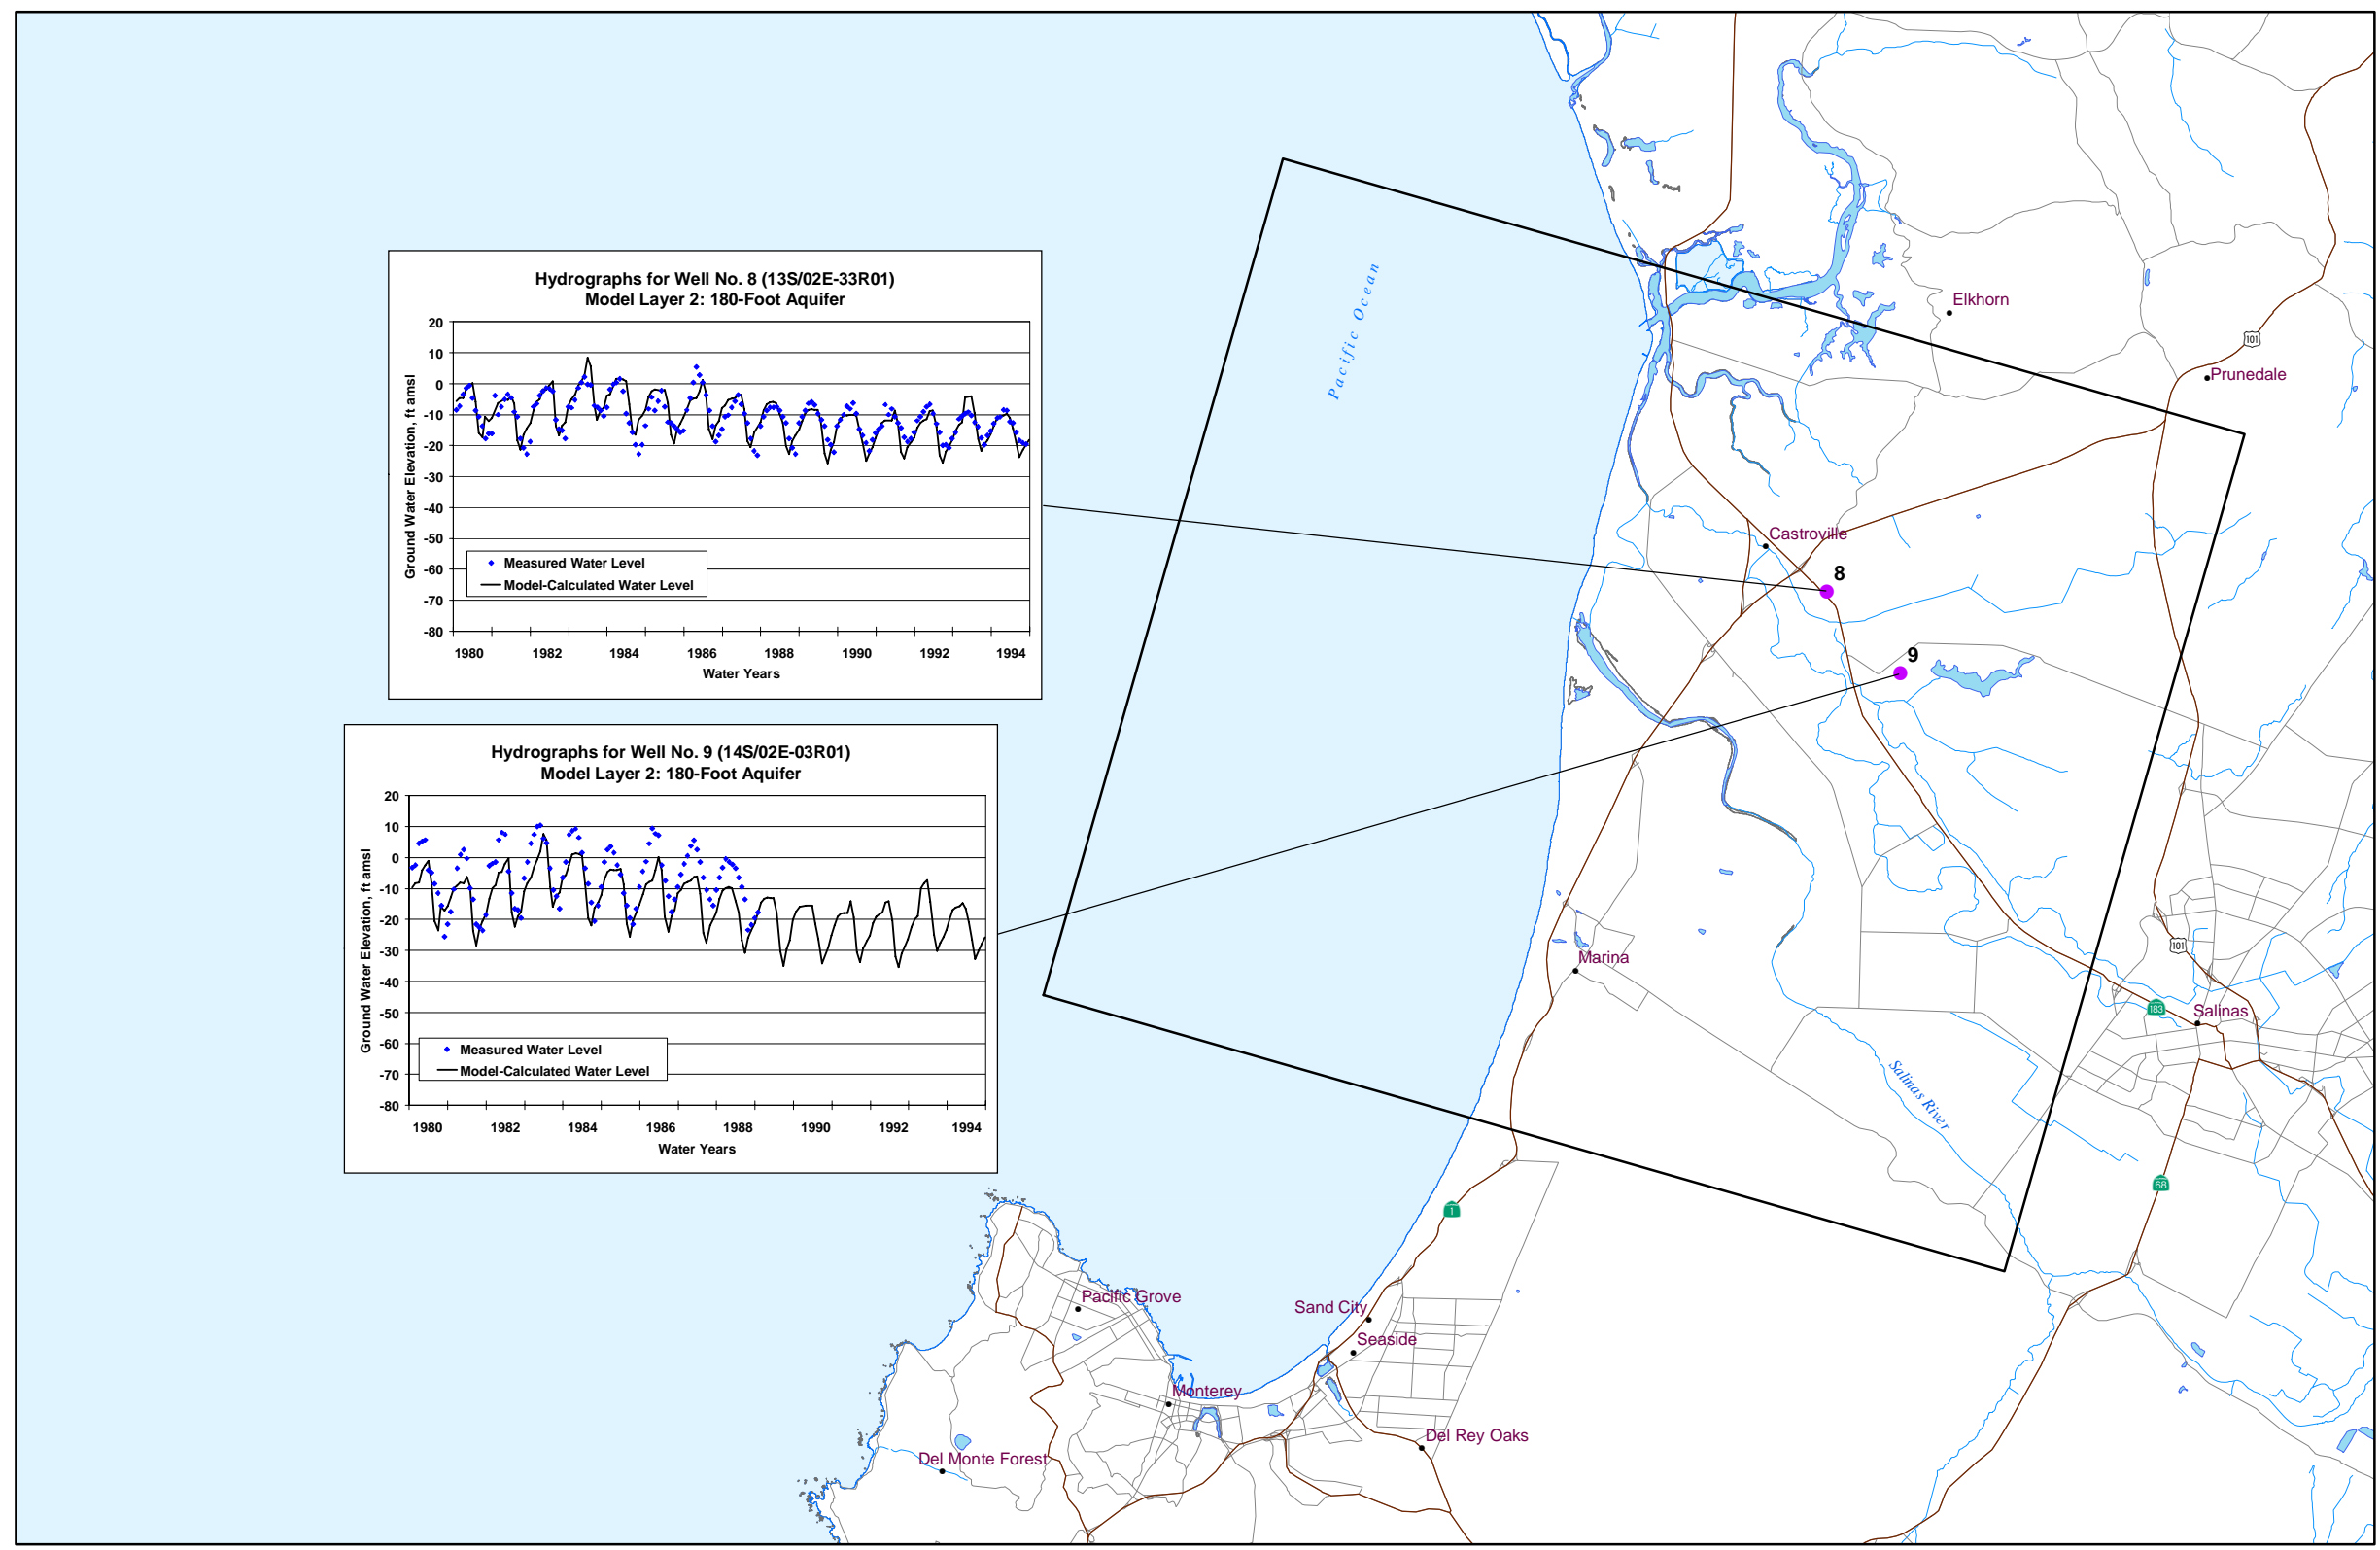 Hydrographs for Well No. 8 (13S/02E-33R01)
Model Layer 2: 180-Foot Aquifer
Ground Water Elevation, ft amsl
20
10
0
-10
-20
-30
-40
-50
-60
-70
-80
Measured Water Level
Model-Calculated Water Level
1980 1982 1984 1986 1988 1990 1992 1994
Water Years
Hydrographs for Well No. 9 (14S/02E-03R01)
Model Layer 2: 180-Foot Aquifer
Ground Water Elevation, ft amsl
20
10
0
-10
-20
-30
-40
-50
-60
-70
-80
Measured Water Level
Model-Calculated Water Level
1980 1982 1984 1986 1988 1990 1992 1994
Water Years
Pacific Ocean
Elkhorn
101
Prunedale
Castroville
8
9
Marina
101
183
Salinas
Salinas River
68
1
Pacific Grove
Sand City
Seaside
Monterey
Del Rey Oaks
Del Monte Forest